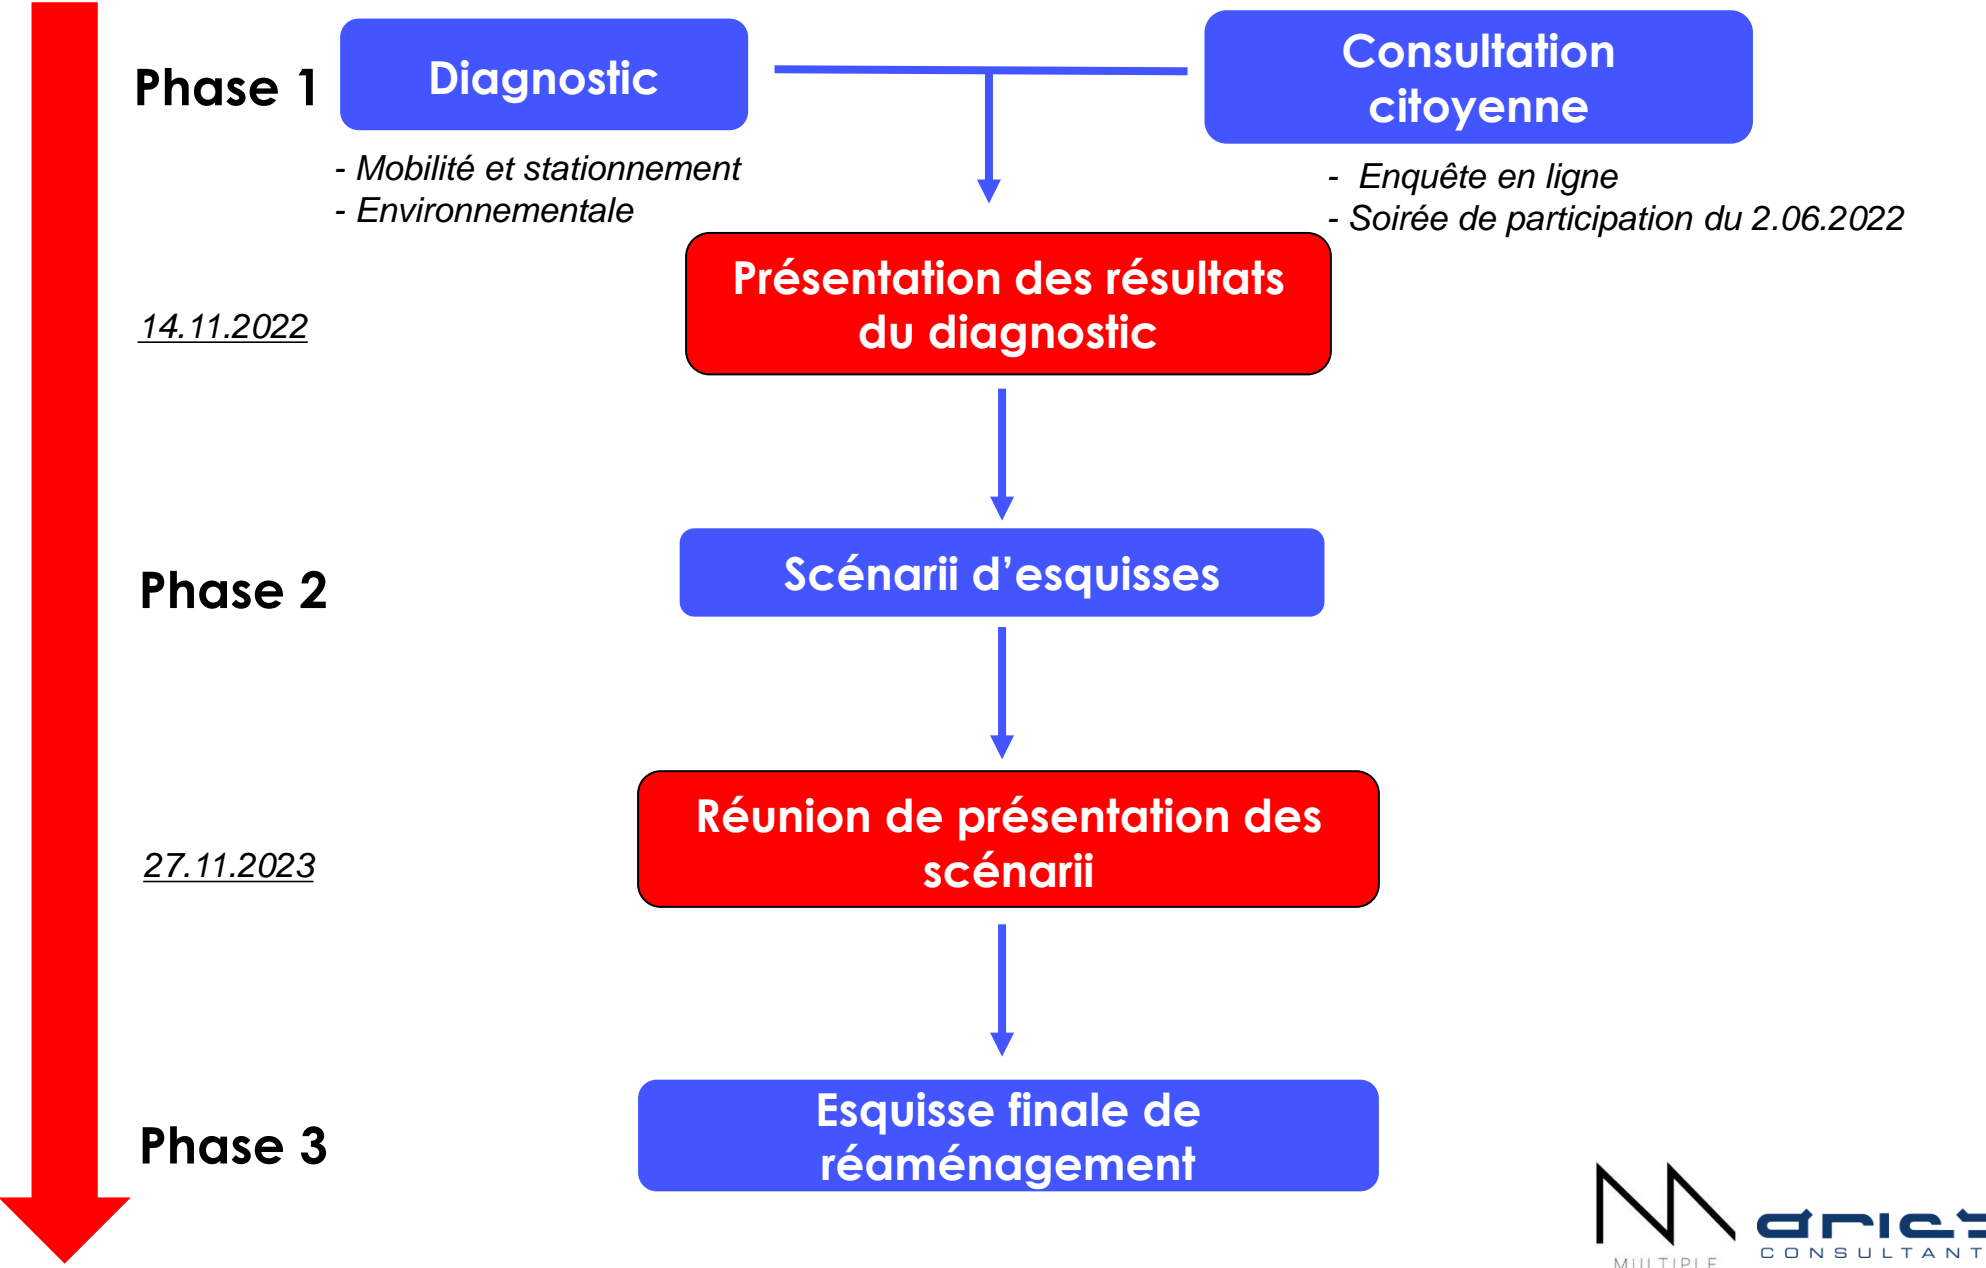 Phase 1
Diagnostic
Consultation
citoyenne
- Mobilité et stationnement
- Environnementale
- Enquête en ligne
- Soirée de participation du 2.06.2022
14.11.2022
Présentation des résultats
du diagnostic
Phase 2
Scénarii d’esquisses
27.11.2023
Réunion de présentation des
scénarii
Phase 3
Esquisse finale de
réaménagement
MULTIPLE
CONSULTANT